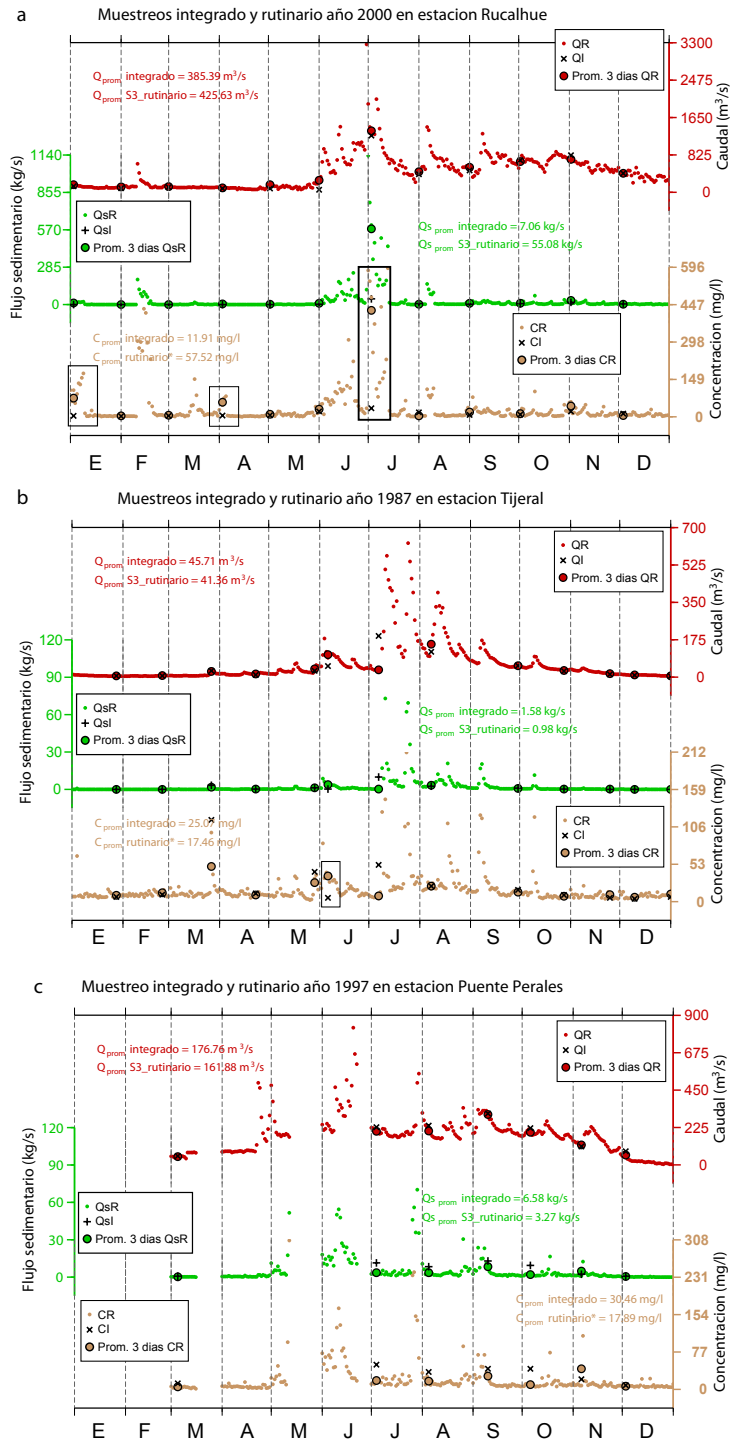 a
Muestreos integrado y rutinario año 2000 en estacion Rucalhue
Q prom integrado = 385.39 m³/s
Q prom S3_rutinario = 425.63 m³/s
QR
QI
Prom. 3 dias QR
3300
2475
1650
825
0
Caudal (m³/s)
1140
855
570
285
0
Flujo sedimentario (kg/s)
QsR
QsI
Prom. 3 dias QsR
Qs prom integrado = 7.06 kg/s
Qs prom S3_rutinario = 55.08 kg/s
C prom integrado = 11.91 mg/l
C prom rutinario* = 57.52 mg/l
CR
CI
Prom. 3 dias CR
596
447
298
149
0
Concentracion (mg/l)
E F M A M J J A S O N D
b
Muestreos integrado y rutinario año 1987 en estacion Tijeral
Q prom integrado = 45.71 m³/s
Q prom S3_rutinario = 41.36 m³/s
QR
QI
Prom. 3 dias QR
700
525
350
175
0
Caudal (m³/s)
120
90
60
30
0
Flujo sedimentario (kg/s)
QsR
QsI
Prom. 3 dias QsR
Qs prom integrado = 1.58 kg/s
Qs prom S3_rutinario = 0.98 kg/s
C prom integrado = 25.07 mg/l
C prom rutinario* = 17.46 mg/l
CR
CI
Prom. 3 dias CR
212
159
106
53
0
Concentracion (mg/l)
E F M A M J J A S O N D
c
Muestreo integrado y rutinario año 1997 en estacion Puente Perales
Q prom integrado = 176.76 m³/s
Q prom S3_rutinario = 161.88 m³/s
QR
QI
Prom. 3 dias QR
900
675
450
225
0
Caudal (m³/s)
120
90
60
30
0
Flujo sedimentario (kg/s)
QsR
QsI
Prom. 3 dias QsR
Qs prom integrado = 6.58 kg/s
Qs prom S3_rutinario = 3.27 kg/s
C prom integrado = 30.46 mg/l
C prom rutinario* = 17.89 mg/l
CR
CI
Prom. 3 dias CR
308
231
154
77
0
Concentracion (mg/l)
E F M A M J J A S O N D